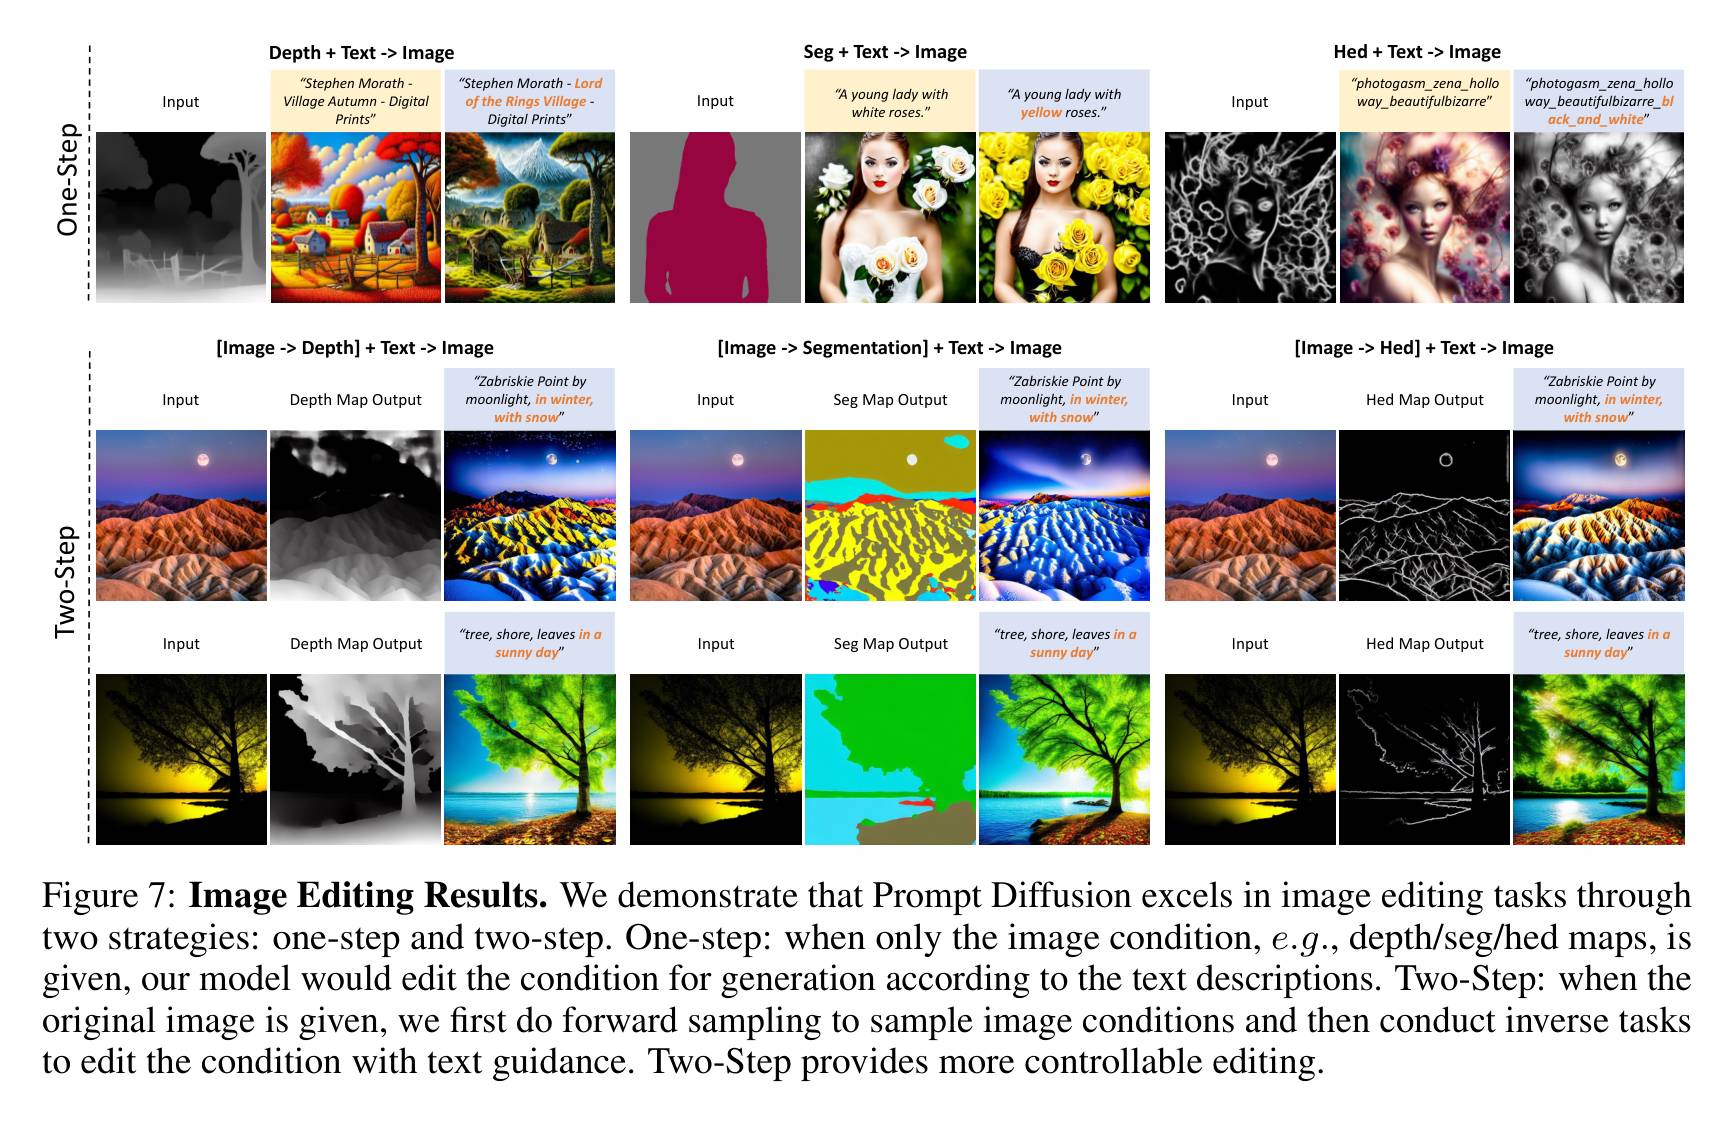 Depth + Text -> Image
Seg + Text -> Image
Hed + Text -> Image
One-Step
Input
“Stephen Morath -
Village Autumn - Digital
Prints”
“Stephen Morath - Lord
of the Rings Village -
Digital Prints”
Input
“A young lady with
white roses.”
“A young lady with
yellow roses.”
Input
“photogasm_zena_hollo
way_beautifulbizarre”
“photogasm_zena_hollo
way_beautifulbizarre_bl
ack_and_white”
Two-Step
[Image -> Depth] + Text -> Image
[Image -> Segmentation] + Text -> Image
[Image -> Hed] + Text -> Image
Input
Depth Map Output
“Zabriskie Point by
moonlight, in winter,
with snow”
Input
Seg Map Output
“Zabriskie Point by
moonlight, in winter,
with snow”
Input
Hed Map Output
“Zabriskie Point by
moonlight, in winter,
with snow”
Input
Depth Map Output
“tree, shore, leaves in a
sunny day”
Input
Seg Map Output
“tree, shore, leaves in a
sunny day”
Input
Hed Map Output
“tree, shore, leaves in a
sunny day”
Figure 7: Image Editing Results. We demonstrate that Prompt Diffusion excels in image editing tasks through
two strategies: one-step and two-step. One-step: when only the image condition, e.g., depth/seg/hed maps, is
given, our model would edit the condition for generation according to the text descriptions. Two-Step: when the
original image is given, we first do forward sampling to sample image conditions and then conduct inverse tasks
to edit the condition with text guidance. Two-Step provides more controllable editing.